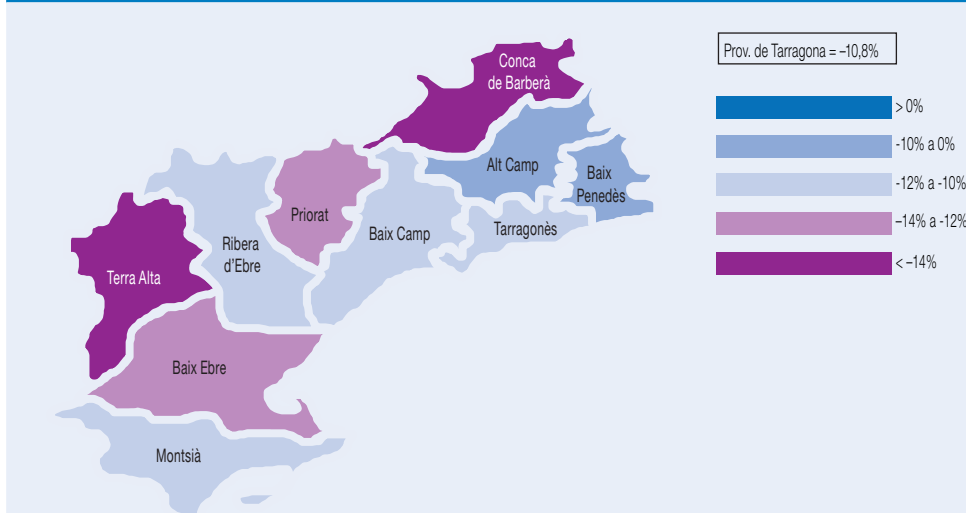 Prov. de Tarragona = –10,8%
> 0%
-10% a 0%
-12% a -10%
–14% a -12%
< –14%
Conca
de Barberà
Alt Camp
Baix
Penedès
Priorat
Baix Camp
Tarragonès
Ribera
d'Ebre
Terra Alta
Baix Ebre
Montsià